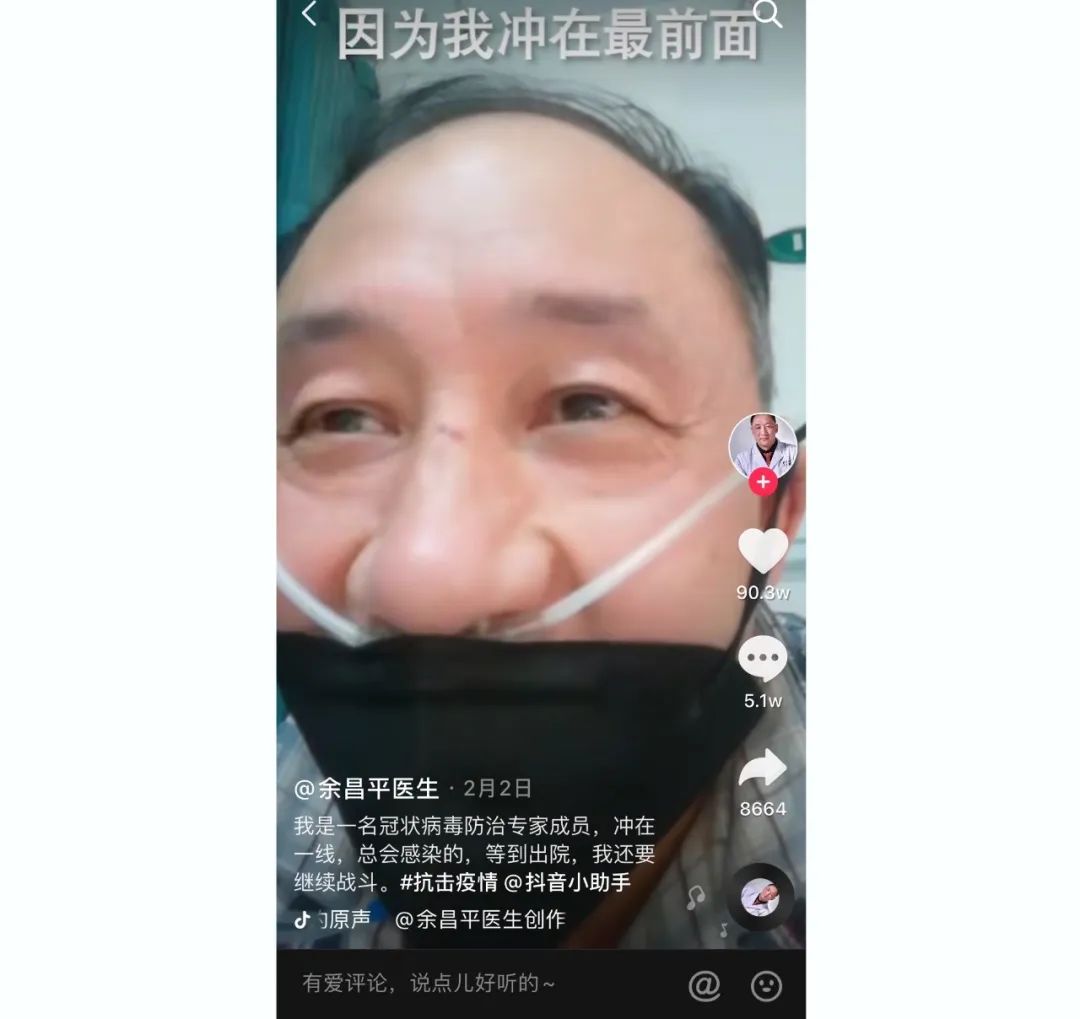 因为我冲在最前面
90.3w
5.1w
8664
@余昌平医生 · 2月2日
我是一名冠状病毒防治专家成员，冲在
一线，总会感染的，等到出院，我还要
继续战斗。#抗击疫情 @抖音小助手
原声 @余昌平医生创作
有爱评论，说点儿好听的~